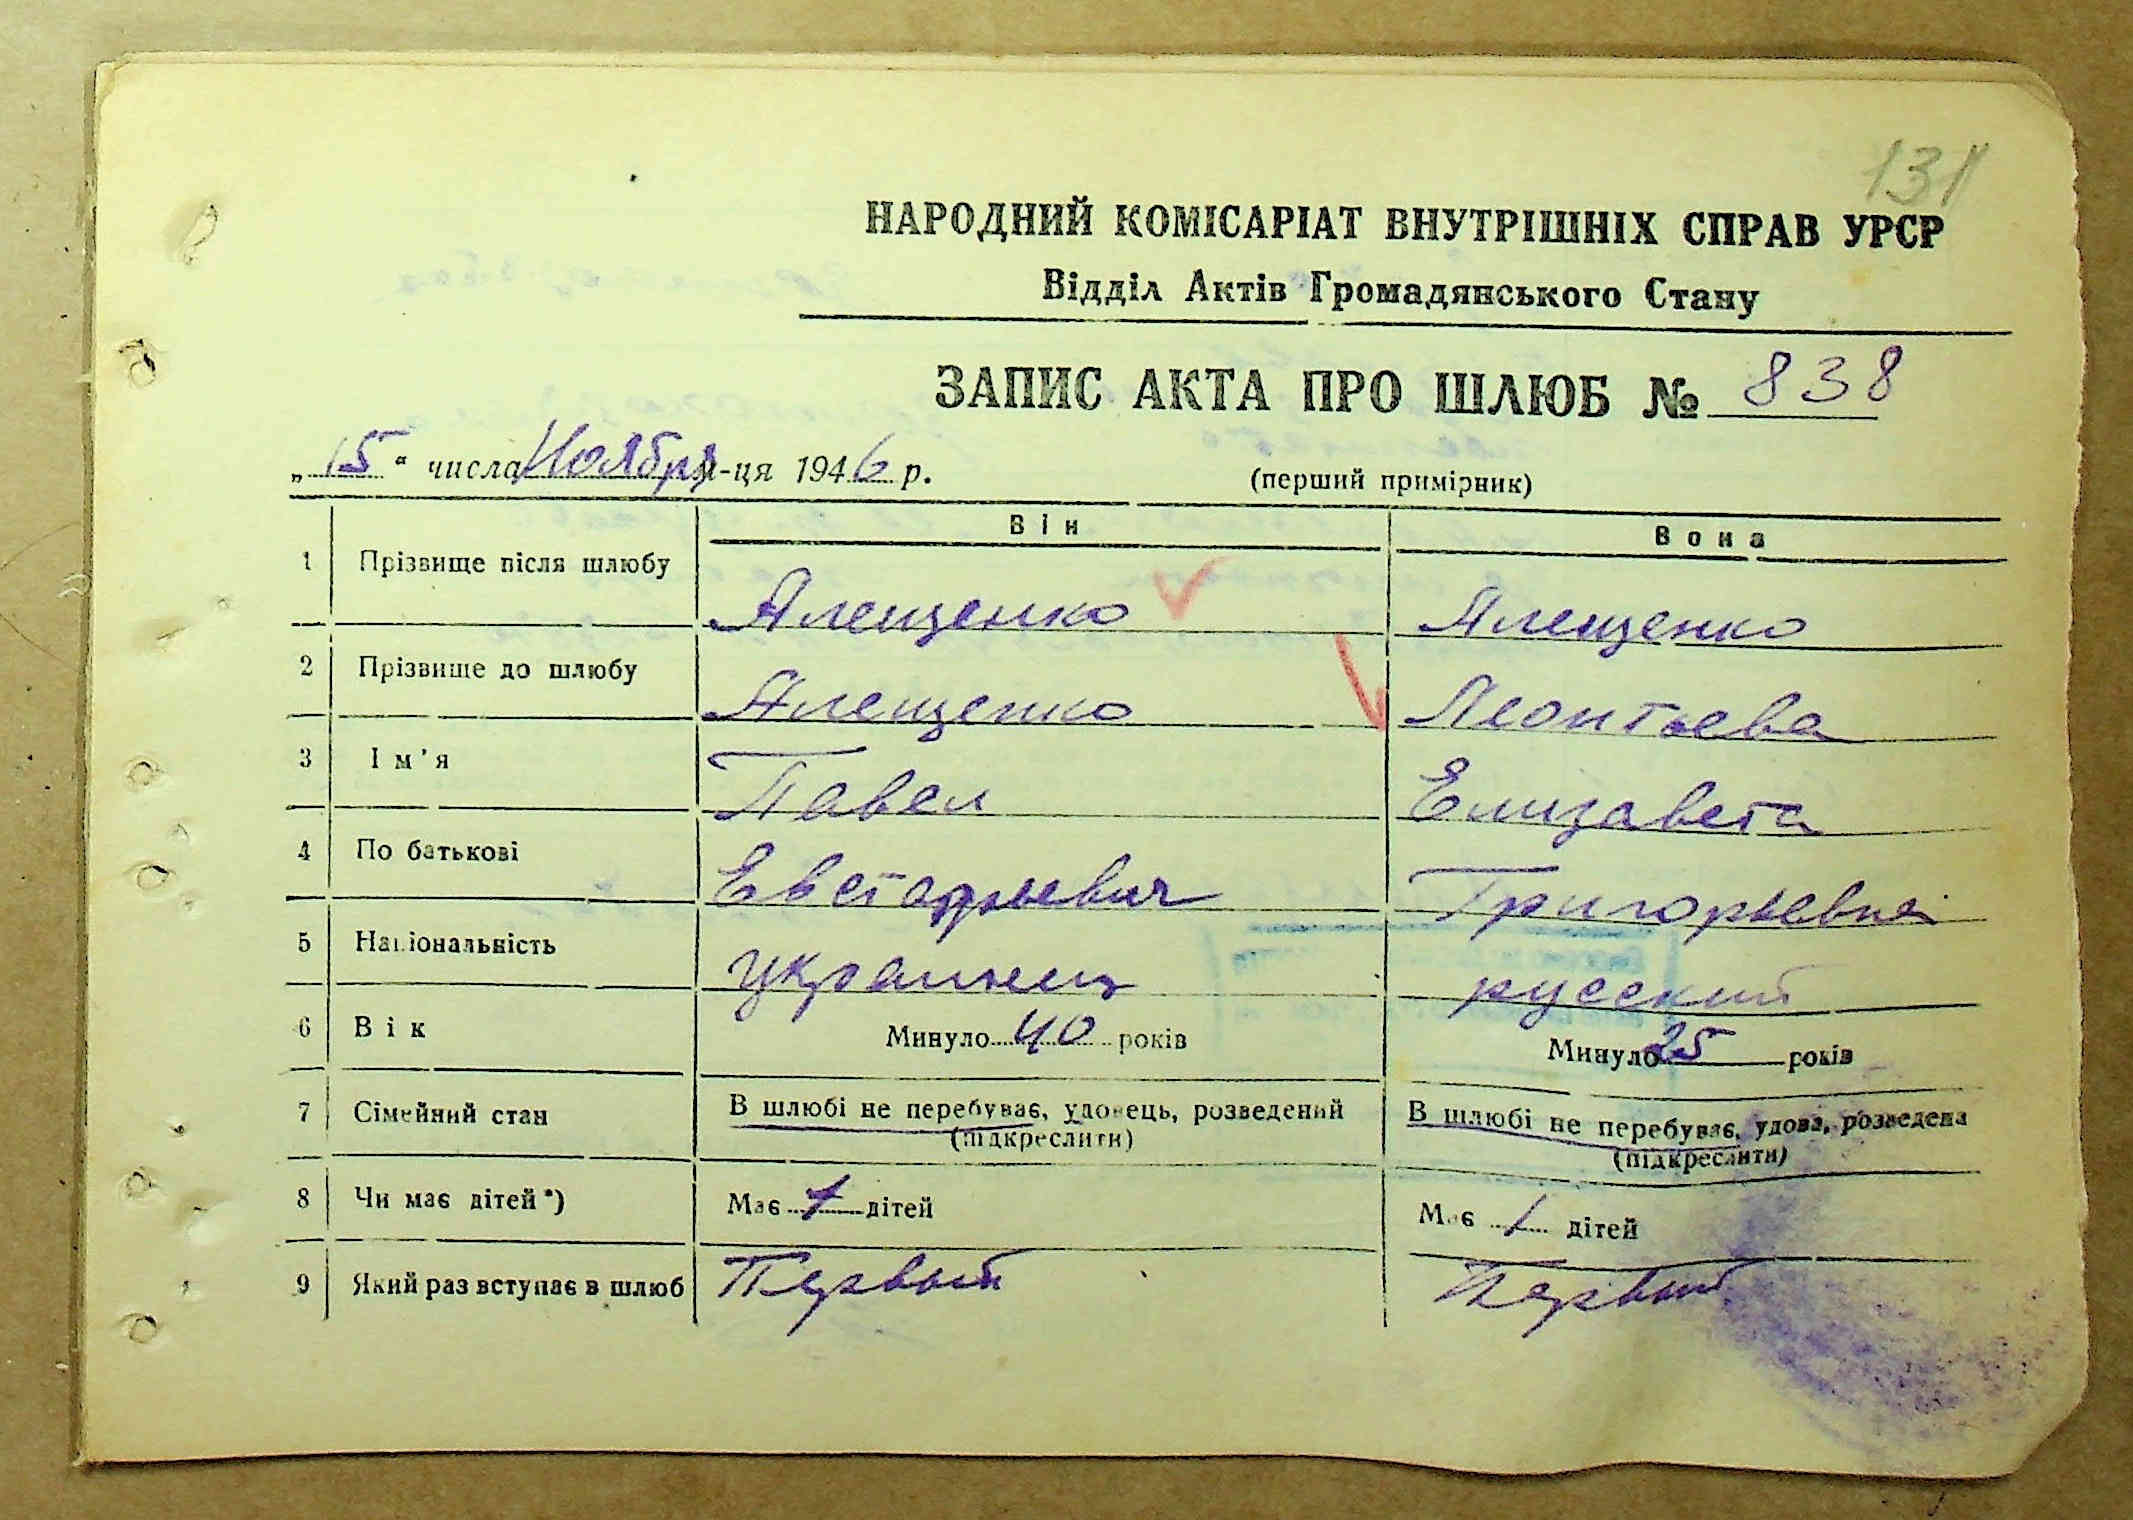 131
НАРОДНИЙ КОМІСАРІАТ ВНУТРІШНІХ СПРАВ УРСР
Відділ Актів Громадянського Стану
ЗАПИС АКТА ПРО ШЛЮБ № 838
„15“ числа Ноября м-ця 1946 р. (перший примірник)
Він Вона
1 Прізвище після шлюбу Алещенко Алещенко
2 Прізвище до шлюбу Алещенко Леонтьева
3 Ім'я Павел Елизавета
4 По батькові Евстафьевич Григорьевна
5 Національність украинец русский
6 Вік Минуло 40 років Минуло 25 років
7 Сімейний стан В шлюбі не перебуває, удовець, розведений В шлюбі не перебуває, удова, розведена
(підкреслити) (підкреслити)
8 Чи має дітей*) Має 1 дітей Має 1 дітей
9 Який раз вступає в шлюб Первый Первый